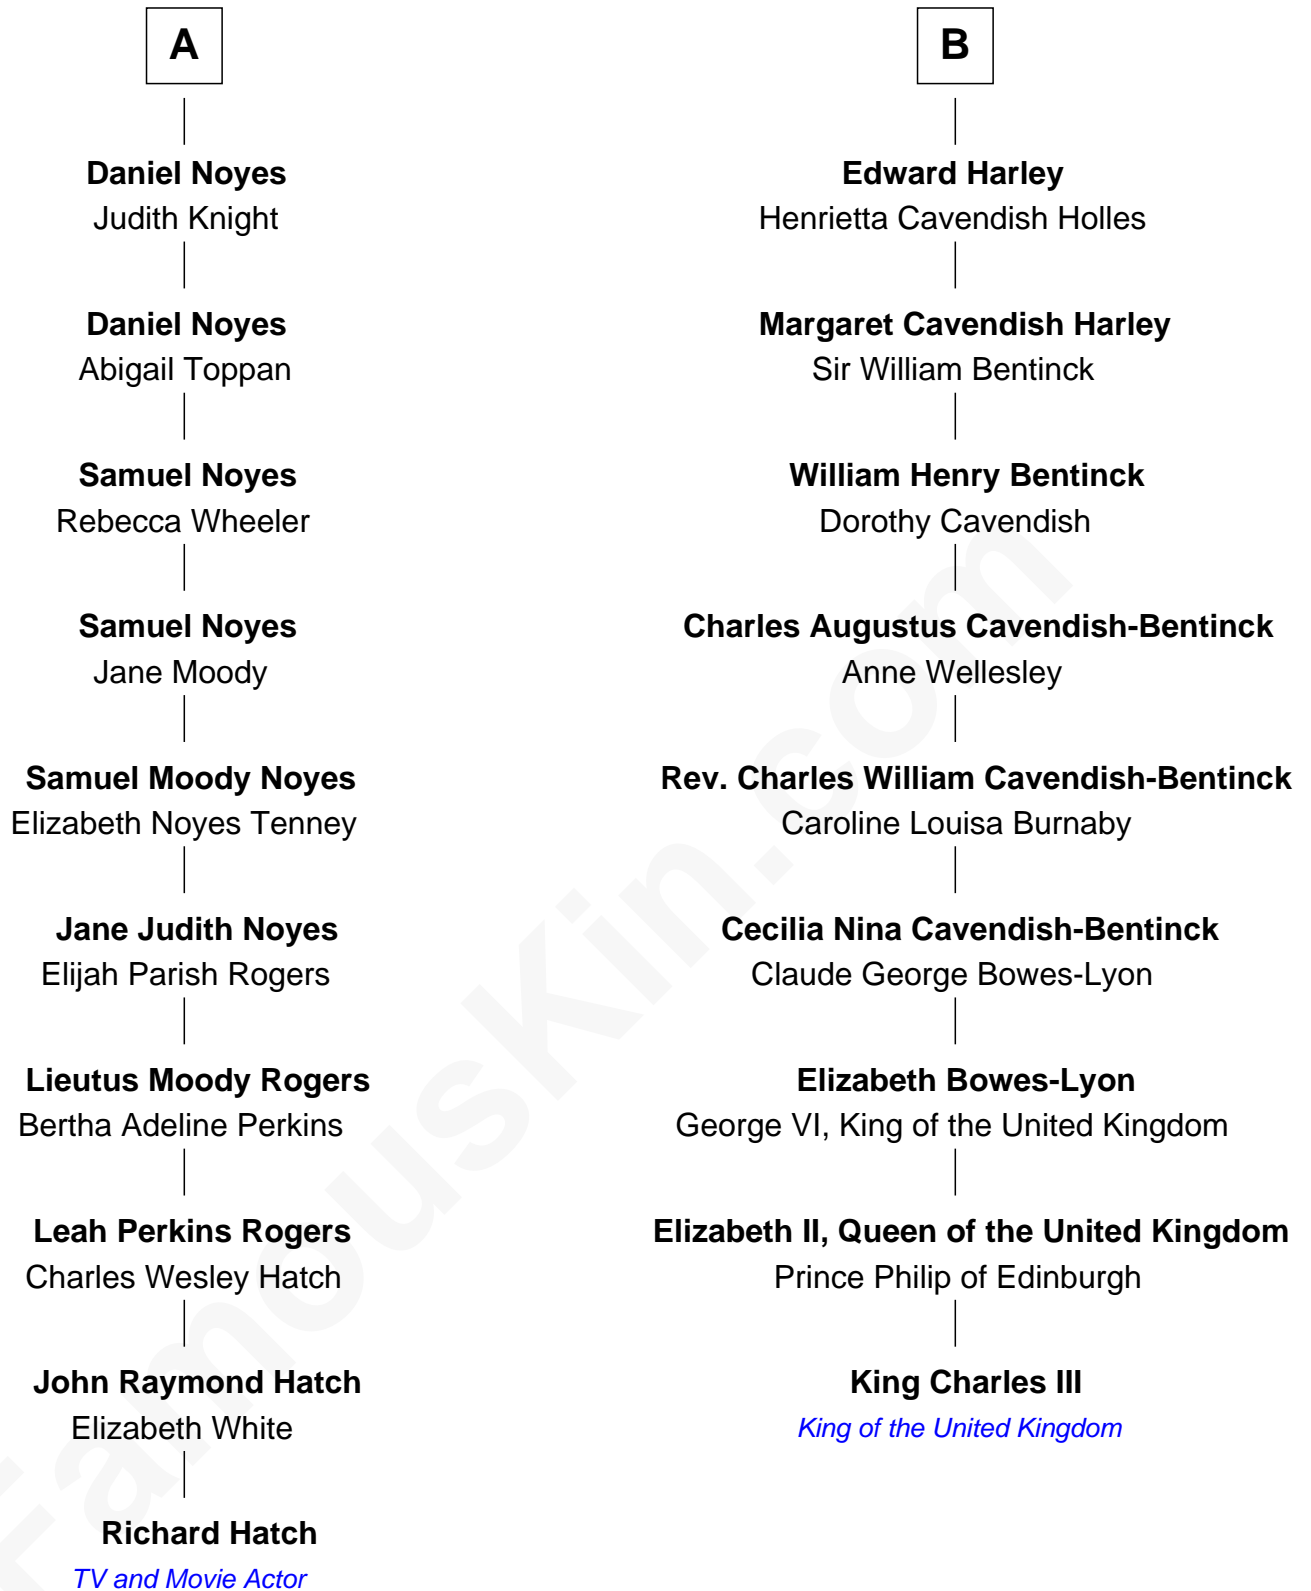 A
Daniel Noyes
Judith Knight
Daniel Noyes
Abigail Toppan
Samuel Noyes
Rebecca Wheeler
Samuel Noyes
Jane Moody
Samuel Moody Noyes
Elizabeth Noyes Tenney
Jane Judith Noyes
Elijah Parish Rogers
Lieutus Moody Rogers
Bertha Adeline Perkins
Leah Perkins Rogers
Charles Wesley Hatch
John Raymond Hatch
Elizabeth White
Richard Hatch
TV and Movie Actor
B
Edward Harley
Henrietta Cavendish Holles
Margaret Cavendish Harley
Sir William Bentinck
William Henry Bentinck
Dorothy Cavendish
Charles Augustus Cavendish-Bentinck
Anne Wellesley
Rev. Charles William Cavendish-Bentinck
Caroline Louisa Burnaby
Cecilia Nina Cavendish-Bentinck
Claude George Bowes-Lyon
Elizabeth Bowes-Lyon
George VI, King of the United Kingdom
Elizabeth II, Queen of the United Kingdom
Prince Philip of Edinburgh
King Charles III
King of the United Kingdom
FamousKin.com